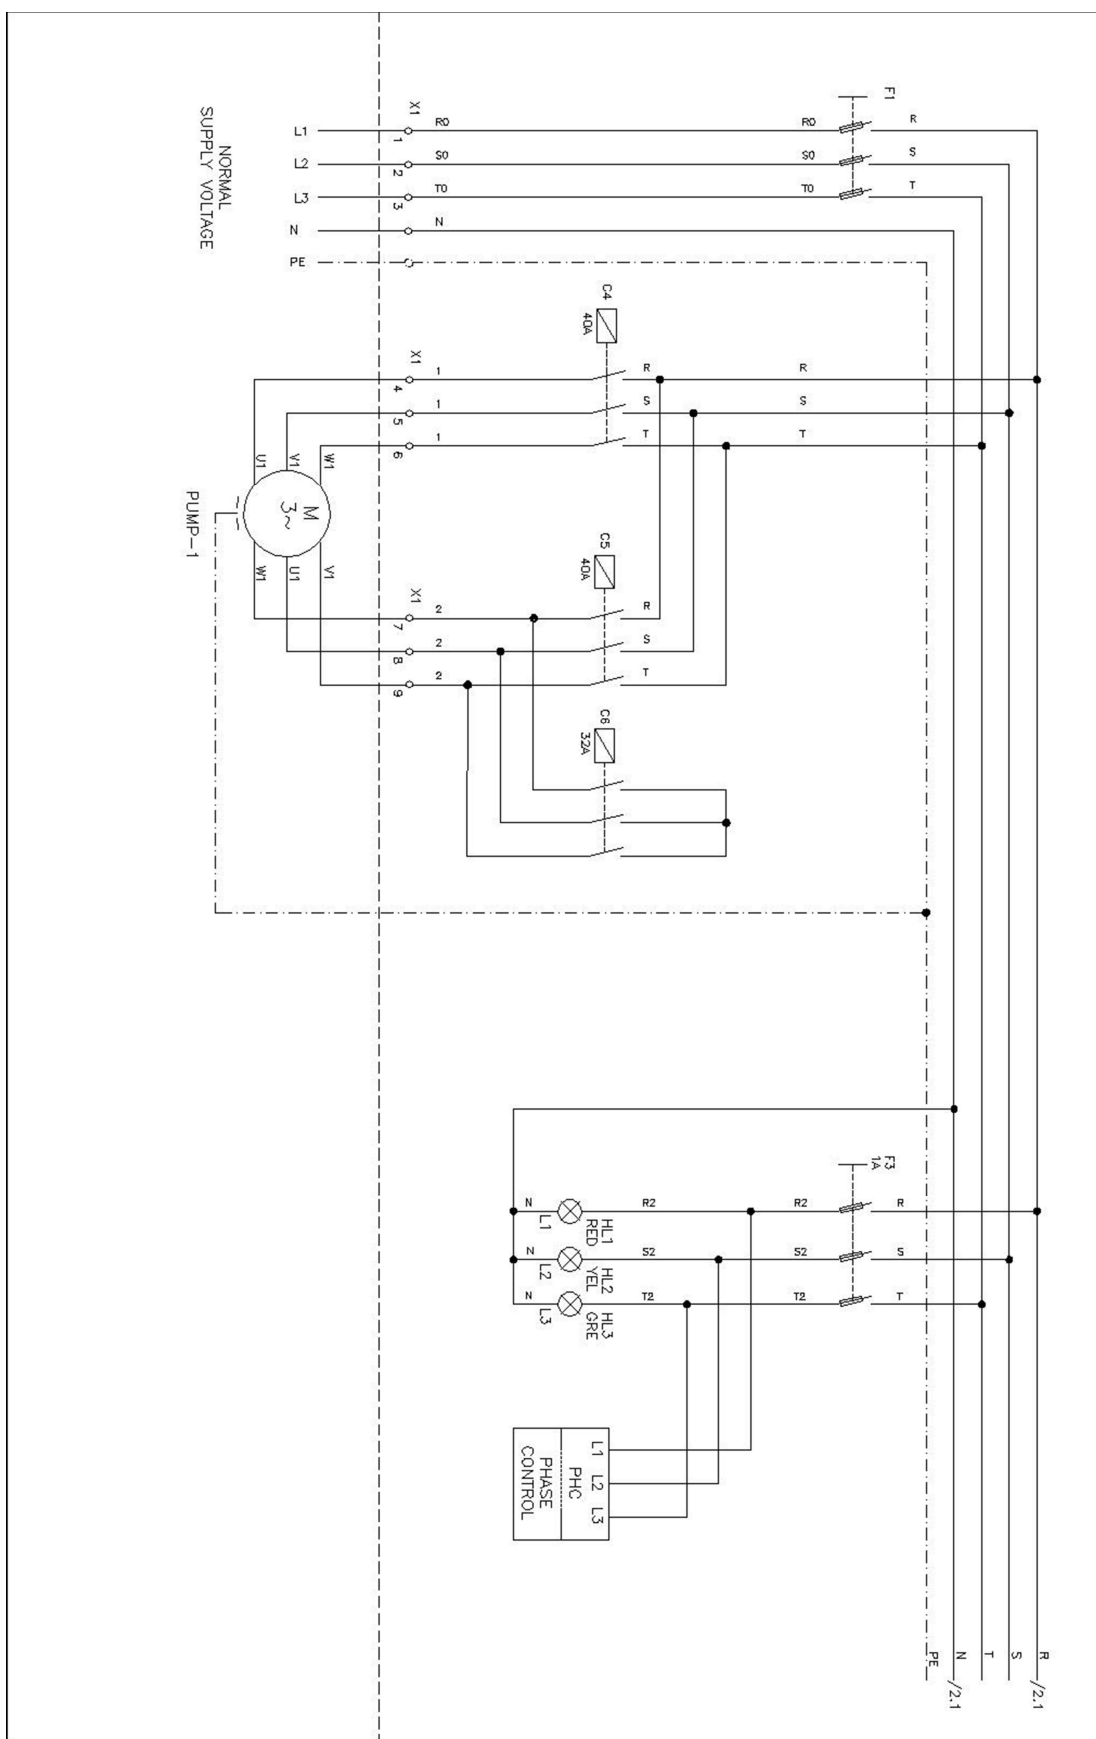 NORMAL
SUPPLY VOLTAGE
L1
L2
L3
N
PE
X1
1
2
3
R0
S0
T0
N
R0
S0
T0
F1
R
S
T
C4
40A
X1
4
5
6
1
1
1
R
S
T
R
S
T
U1
V1
W1
M
3~
PUMP-1
W1
U1
V1
X1
7
8
9
2
2
2
C5
40A
R
S
T
C6
32A
F3
1A
N
L1
HL1
RED
R2
R2
R
N
L2
HL2
YEL
S2
S2
S
N
L3
HL3
GRE
T2
T2
T
L1
L2
L3
PHC
PHASE
CONTROL
R
/2.1
S
T
N
/2.1
PE